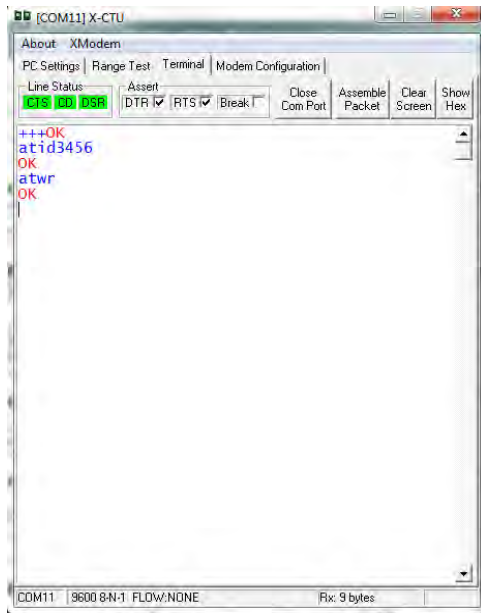 [COM11] X-CTU
About XModem
PC Settings Range Test Terminal Modem Configuration
Line Status Assert
CTS CD DSR DTR RTS Break
Close Com Port
Assemble Packet
Clear Screen
Show Hex
+++OK
atid3456
OK
atwr
OK
COM11 9600 8-N-1 FLOW:NONE Rx: 9 bytes